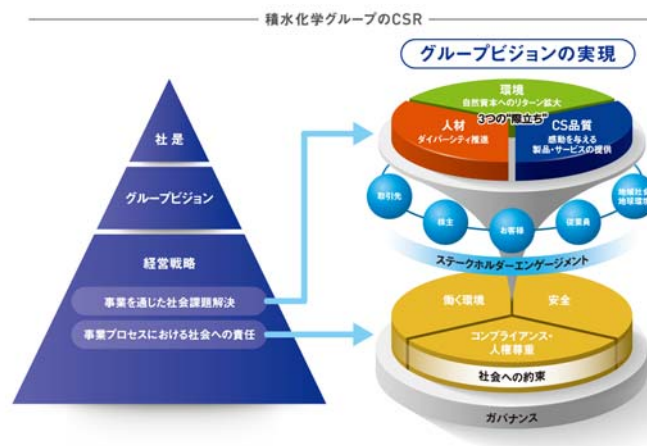 積水化学グループのCSR
社是
グループビジョン
経営戦略
事業を通じた社会課題解決
事業プロセスにおける社会への責任
グループビジョンの実現
環境
自然資本へのリターン拡大
3つの"際立ち"
人材
ダイバーシティ推進
CS品質
感動を与える
製品・サービスの提供
取引先
株主
お客様
従業員
地域社会
地球環境
ステークホルダーエンゲージメント
働く環境
安全
コンプライアンス・
人権尊重
社会への約束
ガバナンス